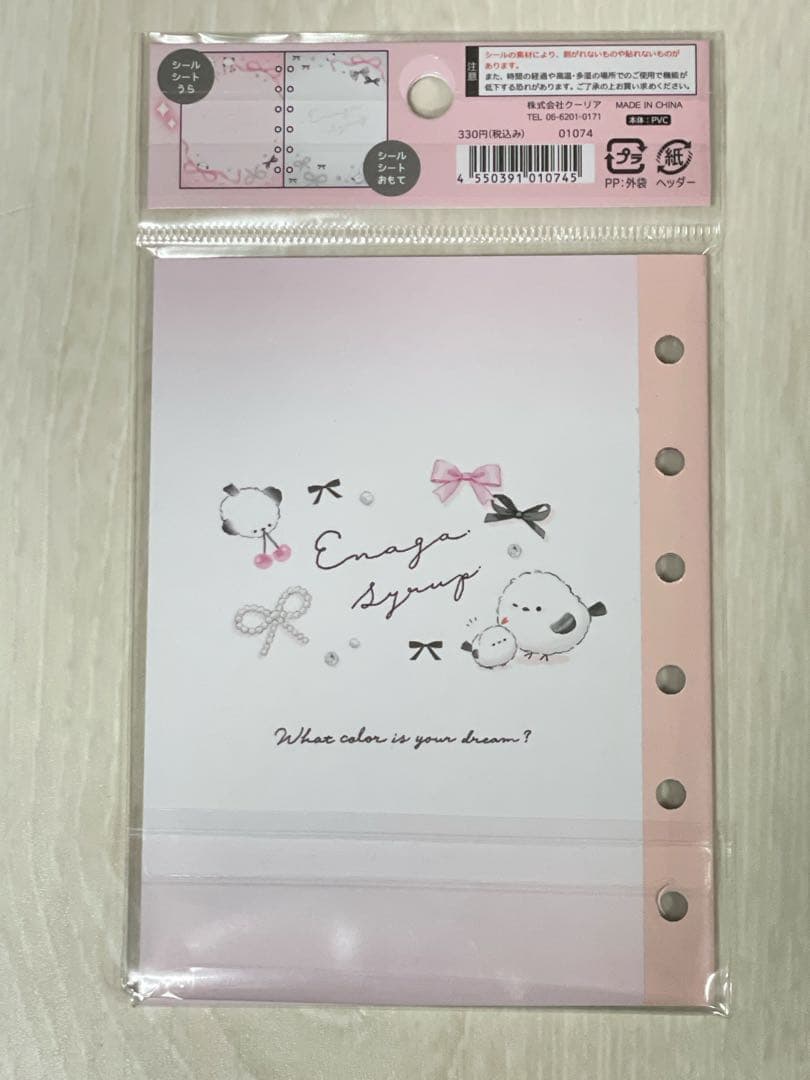 シール
シート
うら
シール
シート
おもて
注意
シールの素材により、剥がれないものや貼れないものが
あります。
また、時間の経過や高温・多湿の場所でのご使用で機能が
低下する恐れがあります。ご了承の上お買い求めください。
株式会社クーリア MADE IN CHINA
TEL 06-6201-0171 本体:PVC
330円(税込み) 01074
4 550391 010745
プラ
紙
PP:外袋 ヘッダー
Enaga
Syrup
What color is your dream?